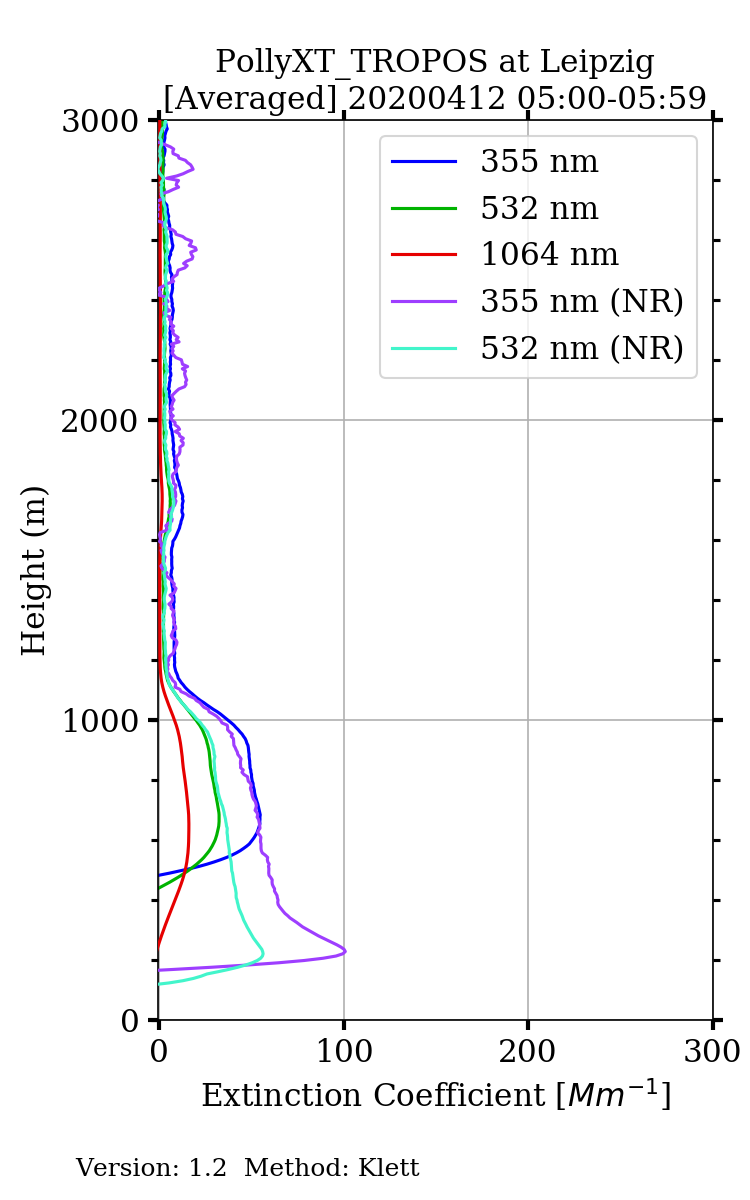 PollyXT_TROPOS at Leipzig
[Averaged] 20200412 05:00-05:59
3000
2000
1000
0
Height (m)
355 nm
532 nm
1064 nm
355 nm (NR)
532 nm (NR)
0 100 200 300
Extinction Coefficient [Mm⁻¹]
Version: 1.2 Method: Klett